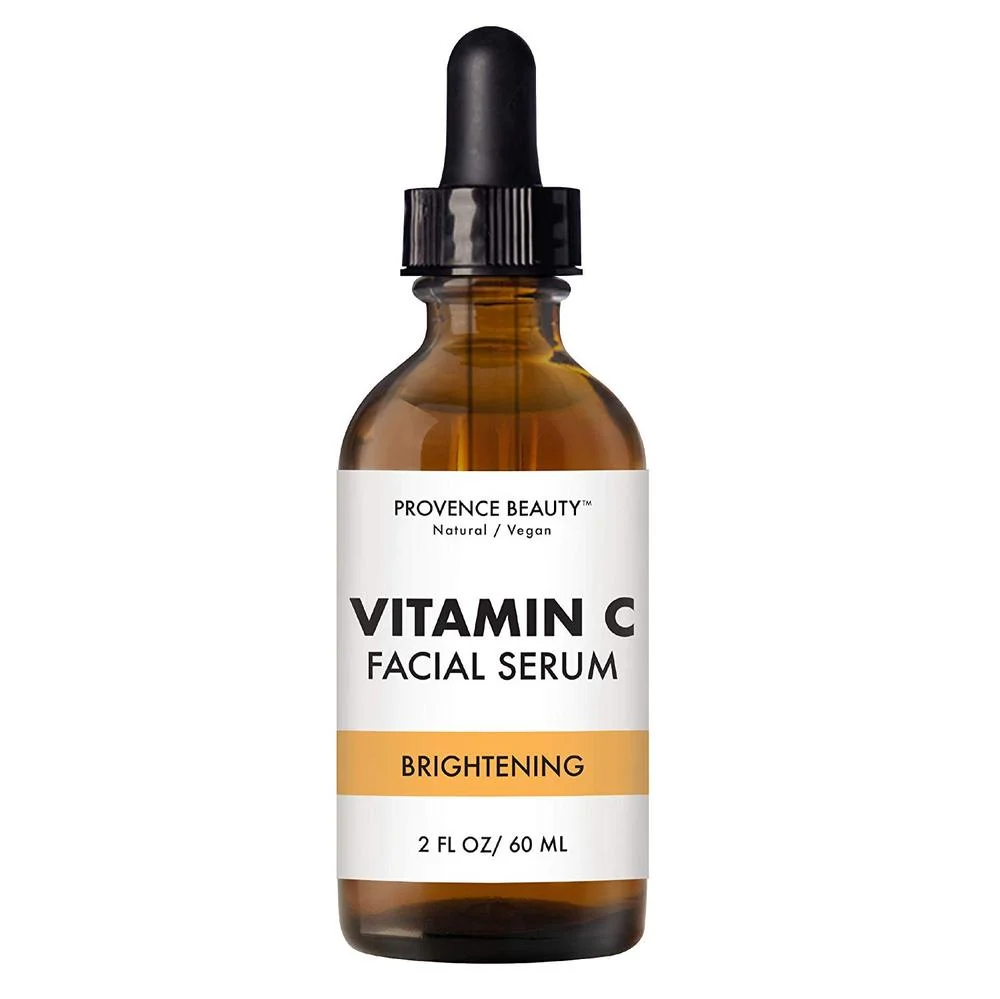 PROVENCE BEAUTY™
Natural / Vegan
VITAMIN C
FACIAL SERUM
BRIGHTENING
2 FL OZ/ 60 ML